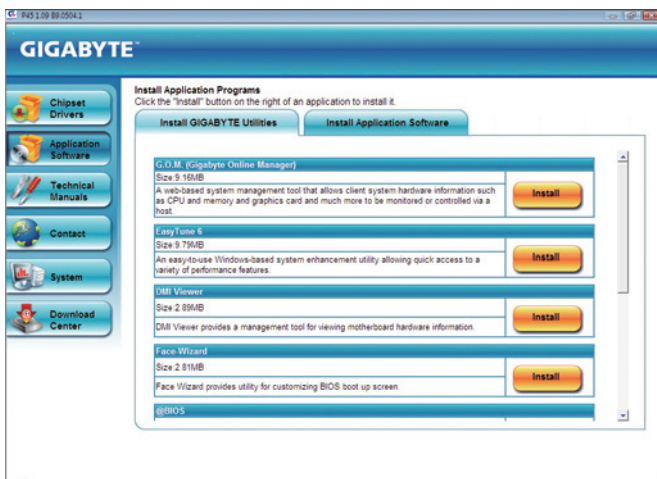 P45 1.09 B9.0504.1
GIGABYTE™
Chipset
Drivers
Application
Software
Technical
Manuals
Contact
System
Download
Center
Install Application Programs
Click the "Install" button on the right of an application to install it.
Install GIGABYTE Utilities
Install Application Software
G.O.M. (Gigabyte Online Manager)
Size:9.16MB
A web-based system management tool that allows client system hardware information such
as CPU and memory and graphics card and much more to be monitored or controlled via a
host.
Install
EasyTune 6
Size:9.79MB
An easy-to-use Windows-based system enhancement utility allowing quick access to a
variety of performance features.
Install
DMI Viewer
Size:2.89MB
DMI Viewer provides a management tool for viewing motherboard hardware information.
Install
Face-Wizard
Size:2.81MB
Face Wizard provides utility for customizing BIOS boot up screen.
Install
@BIOS